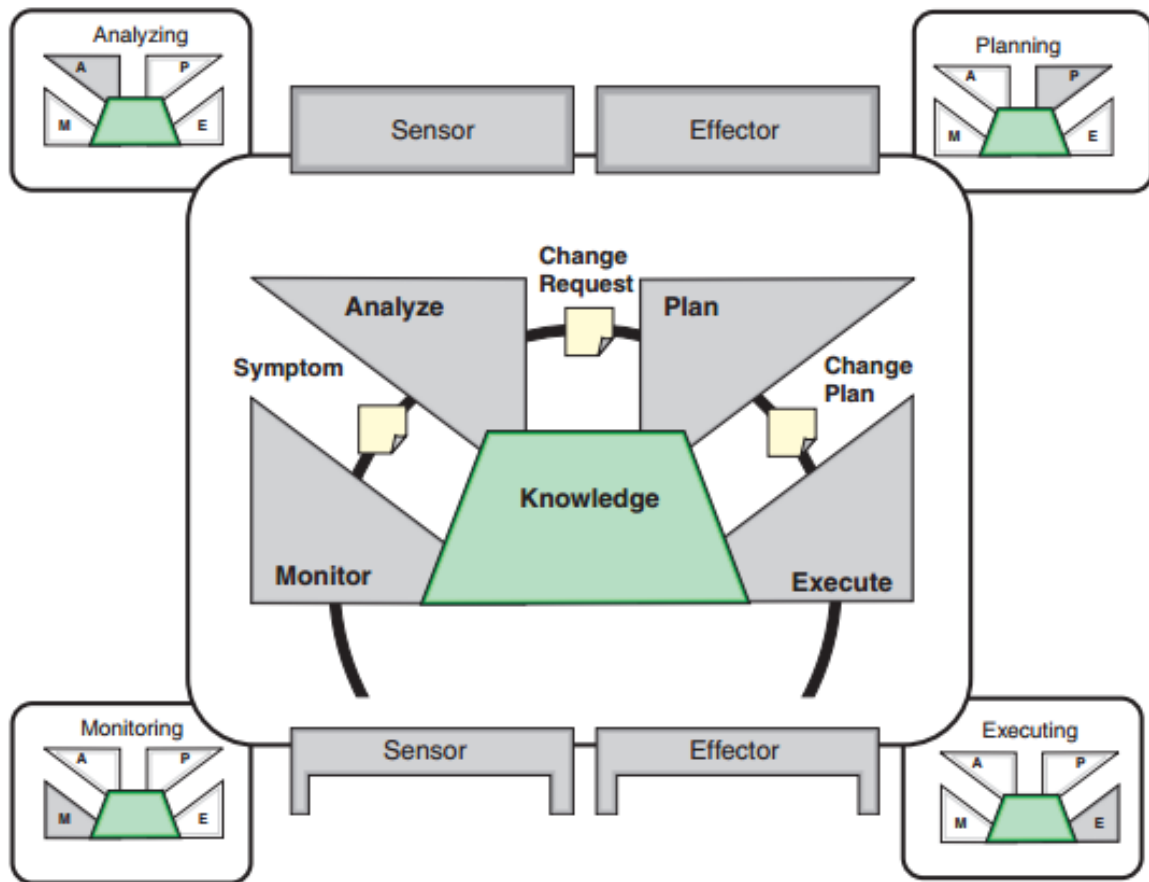 Analyzing
A
P
M
E
Planning
A
P
M
E
Sensor
Effector
Change
Request
Analyze
Plan
Symptom
Change
Plan
Knowledge
Monitor
Execute
Monitoring
A
P
M
E
Sensor
Effector
Executing
A
P
M
E